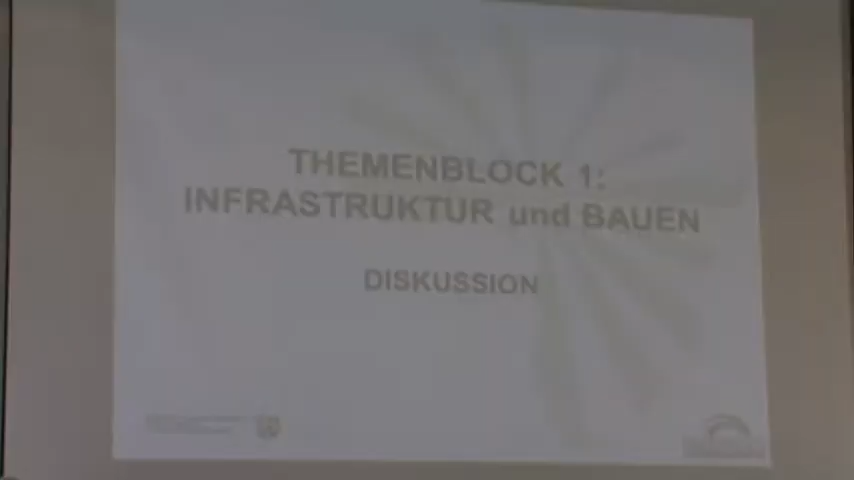 THEMENBLOCK 1:
INFRASTRUKTUR und BAUEN
DISKUSSION